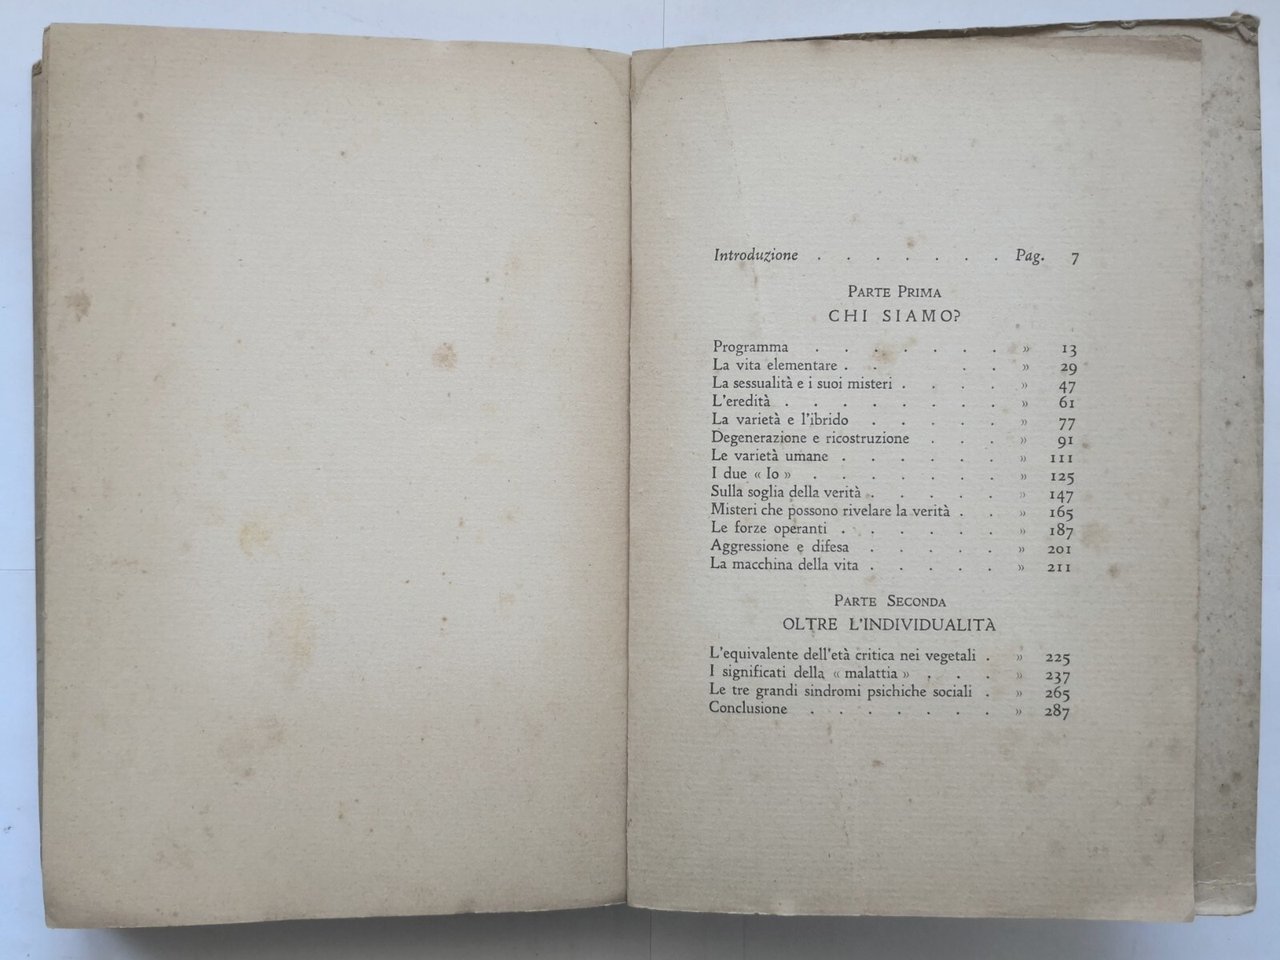 Introduzione . . . . . . . Pag. 7
PARTE PRIMA
CHI SIAMO?
Programma . . . . . . . » 13
La vita elementare . . . . » 29
La sessualità e i suoi misteri . . . . » 47
L'eredità . . . . . . . . » 61
La varietà e l'ibrido . . . . . » 77
Degenerazione e ricostruzione . . . » 91
Le varietà umane . . . . . . » 111
I due « Io » . . . . . . . » 125
Sulla soglia della verità . . . . . » 147
Misteri che possono rivelare la verità . . » 165
Le forze operanti . . . . . . » 187
Aggressione e difesa . . . . . » 201
La macchina della vita . . . . . » 211
PARTE SECONDA
OLTRE L'INDIVIDUALITÀ
L'equivalente dell'età critica nei vegetali . » 225
I significati della « malattia » . . . » 237
Le tre grandi sindromi psichiche sociali . » 265
Conclusione . . . . . . . » 287